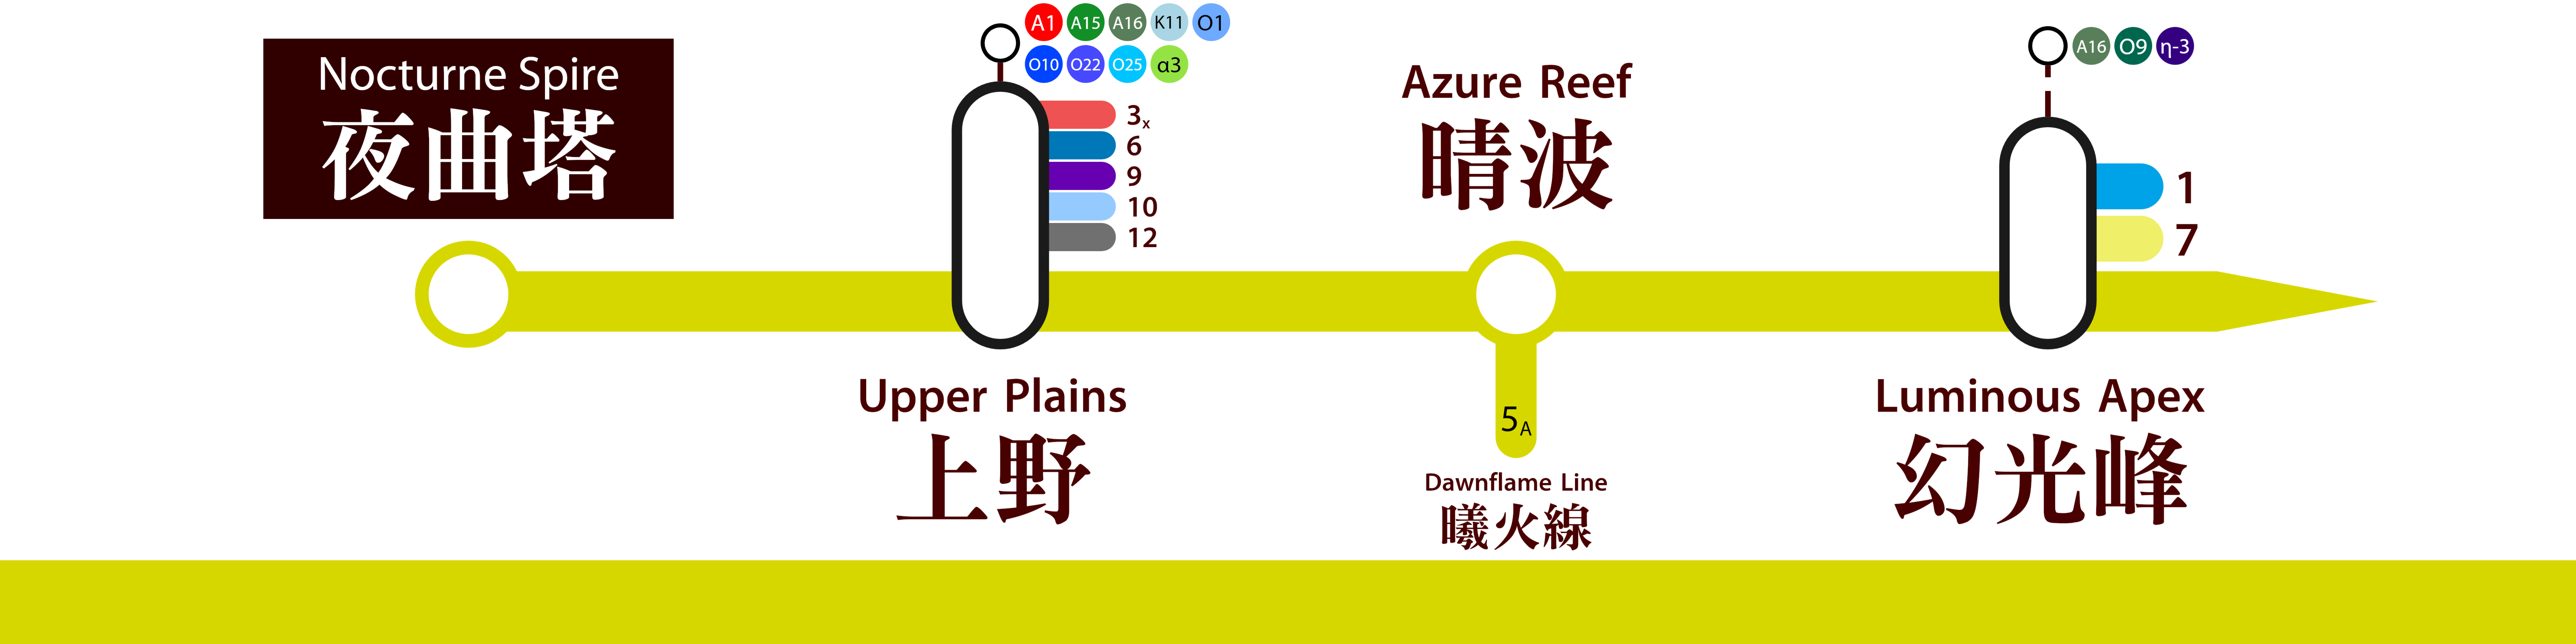 Nocturne Spire
夜曲塔
A1 A15 A16 K11 O1
O10 O22 O25 α3
3x
6
9
10
12
Upper Plains
上野
Azure Reef
晴波
5A
Dawnflame Line
曦火線
A16 O9 η-3
1
7
Luminous Apex
幻光峰